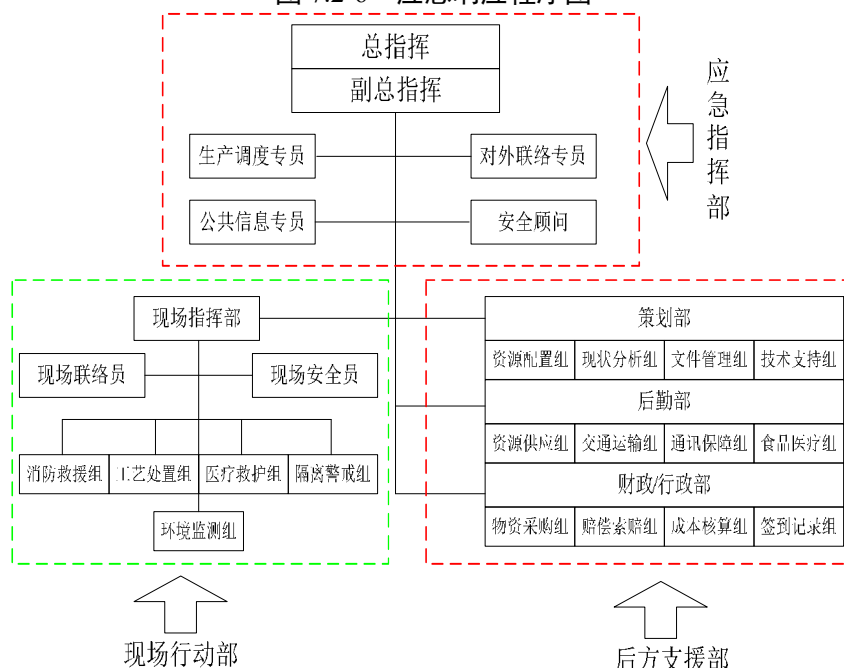 总指挥
副总指挥
应急指挥部
生产调度专员
对外联络专员
公共信息专员
安全顾问
现场指挥部
现场联络员
现场安全员
消防救援组 工艺处置组 医疗救护组 隔离警戒组
环境监测组
策划部
资源配置组 现状分析组 文件管理组 技术支持组
后勤部
资源供应组 交通运输组 通讯保障组 食品医疗组
财政/行政部
物资采购组 赔偿索赔组 成本核算组 签到记录组
现场行动部
后方支援部